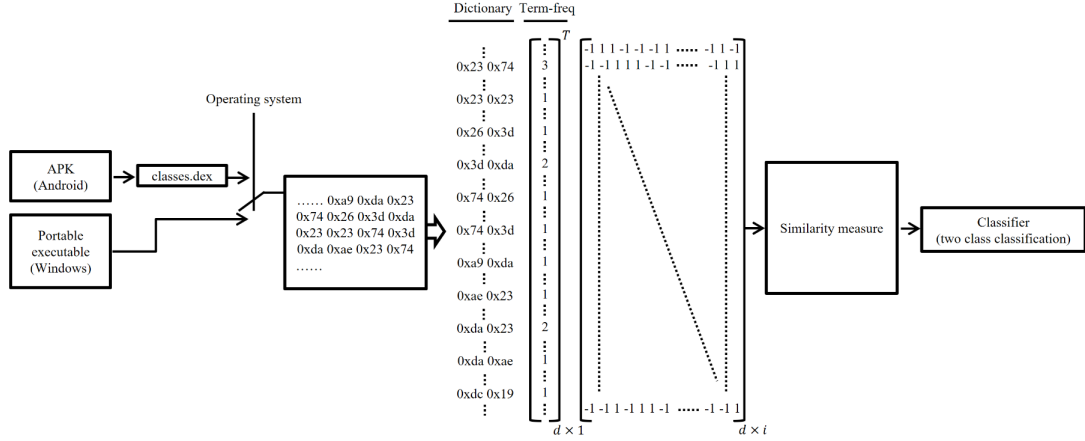 Dictionary
Term-freq
T
-1 1 1 -1 -1 -1 1 ...... -1 1 -1
-1 -1 1 1 1 -1 -1 ...... -1 1 1
0x23 0x74
3
0x23 0x23
1
Operating system
0x26 0x3d
1
APK
(Android)
classes.dex
0x3d 0xda
2
...... 0xa9 0xda 0x23
0x74 0x26 0x3d 0xda
0x23 0x23 0x74 0x3d
0xda 0xae 0x23 0x74
......
Portable
executable
(Windows)
0x74 0x26
1
0x74 0x3d
1
0xa9 0xda
1
0xae 0x23
1
0xda 0x23
2
0xda 0xae
1
0xde 0x19
1
Similarity measure
Classifier
(two class classification)
-1 -1 1 -1 1 1 -1 ...... -1 -1 1
d × 1
d × i